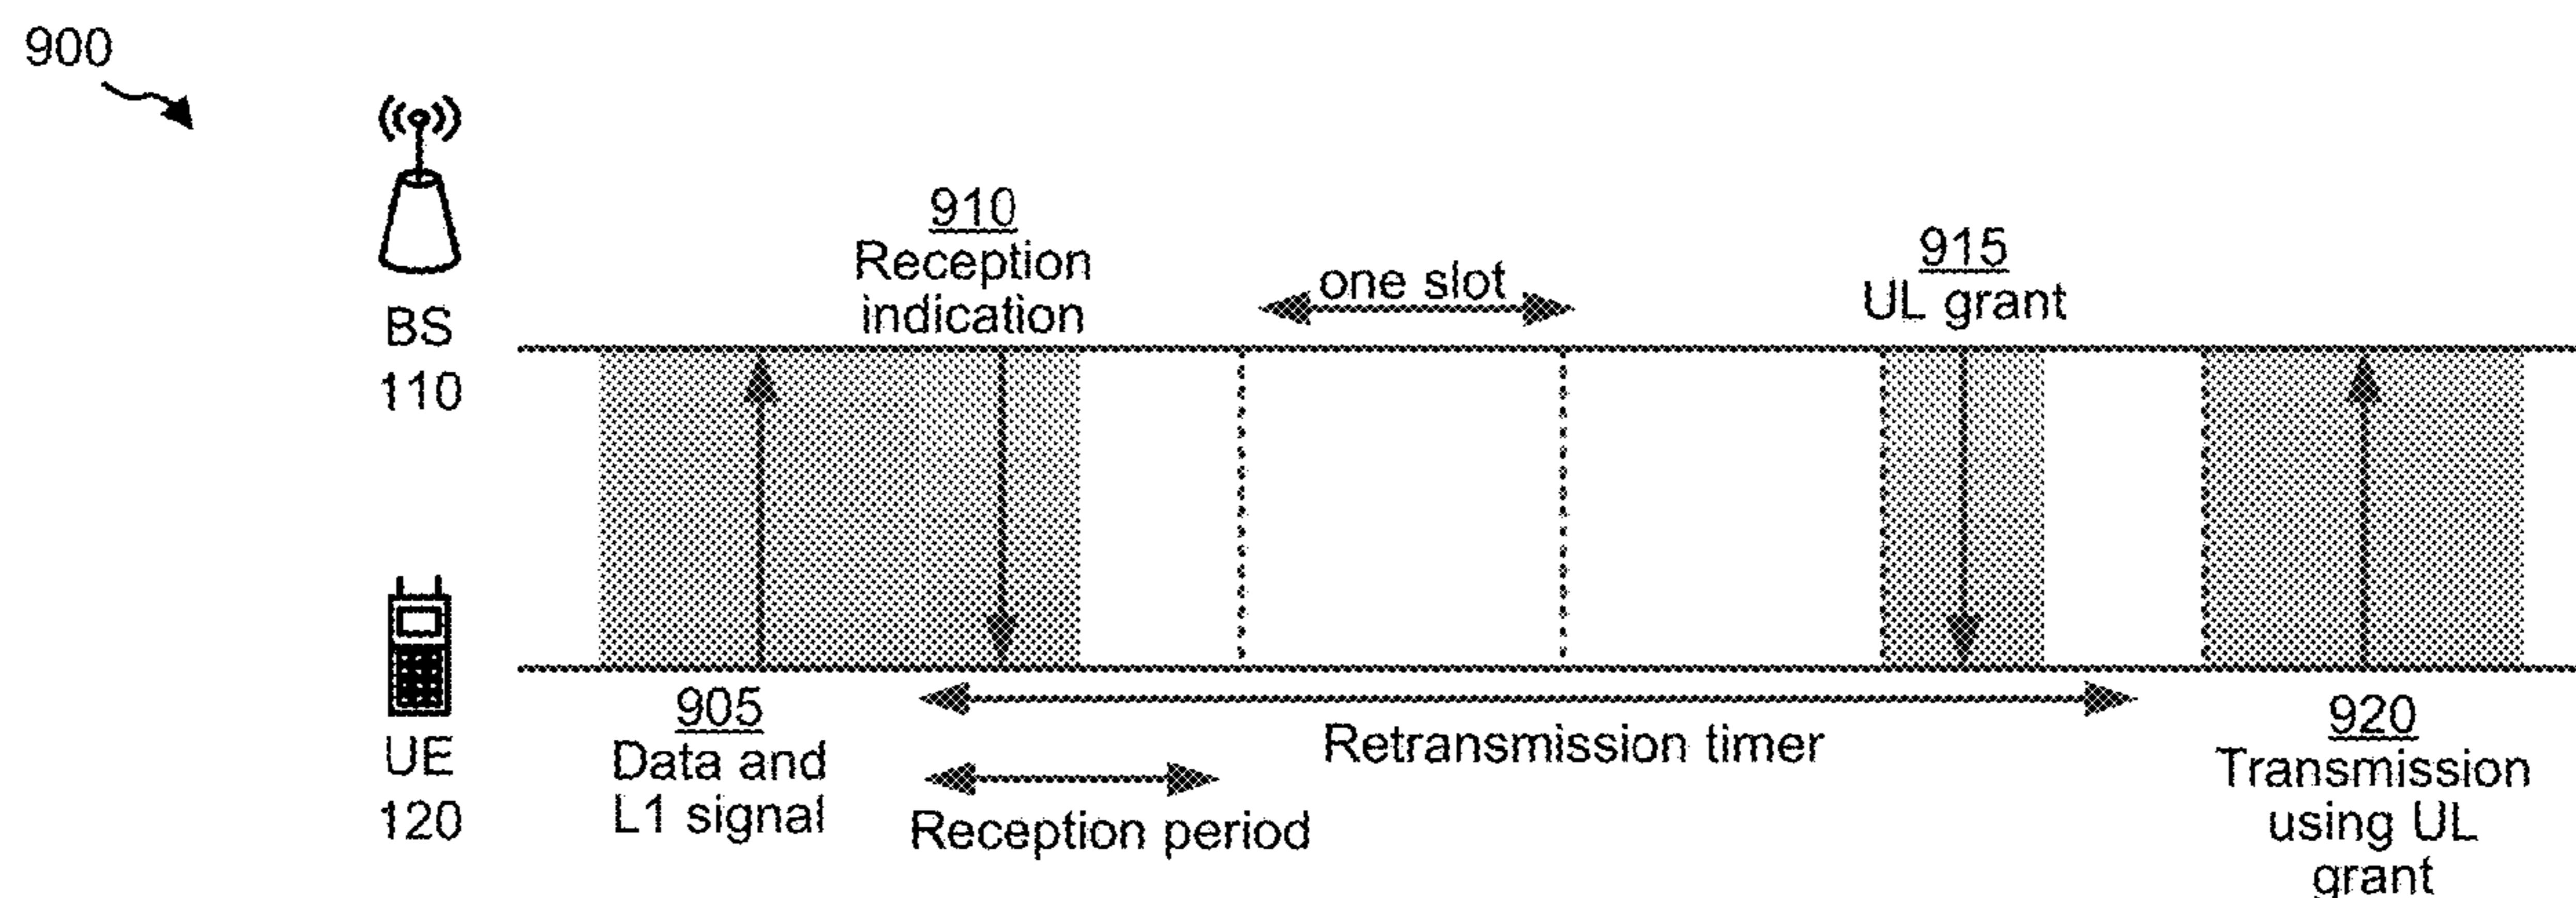 900
910
Reception
indication
one slot
915
UL grant
BS
110
UE
120
905
Data and
L1 signal
Retransmission timer
Reception period
920
Transmission
using UL
grant